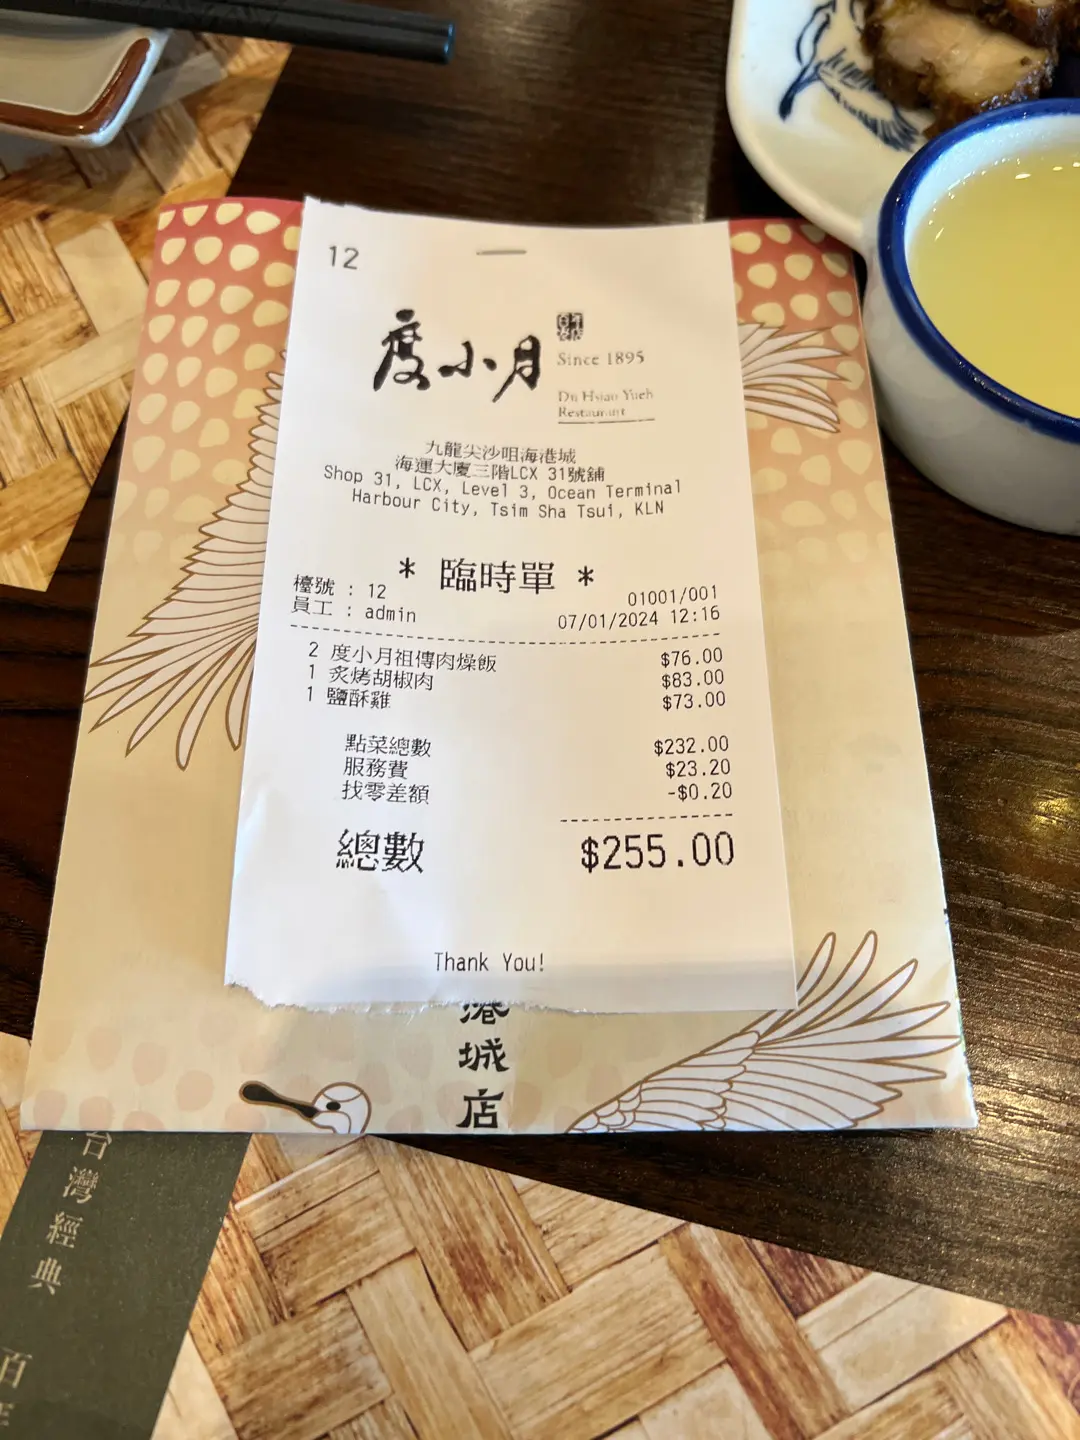 12
度小月
Since 1895
Du Hsiao Yueh
Restaurant
九龍尖沙咀海港城
海運大廈三階LCX 31號舖
Shop 31, LCX, Level 3, Ocean Terminal
Harbour City, Tsim Sha Tsui, KLN
* 臨時單 *
檯號 : 12 01001/001
員工 : admin 07/01/2024 12:16
2 度小月祖傳肉燥飯 $76.00
1 炙烤胡椒肉 $83.00
1 鹽酥雞 $73.00
點菜總數 $232.00
服務費 $23.20
找零差額 -$0.20
總數 $255.00
Thank You!
港城店
台灣經典
百